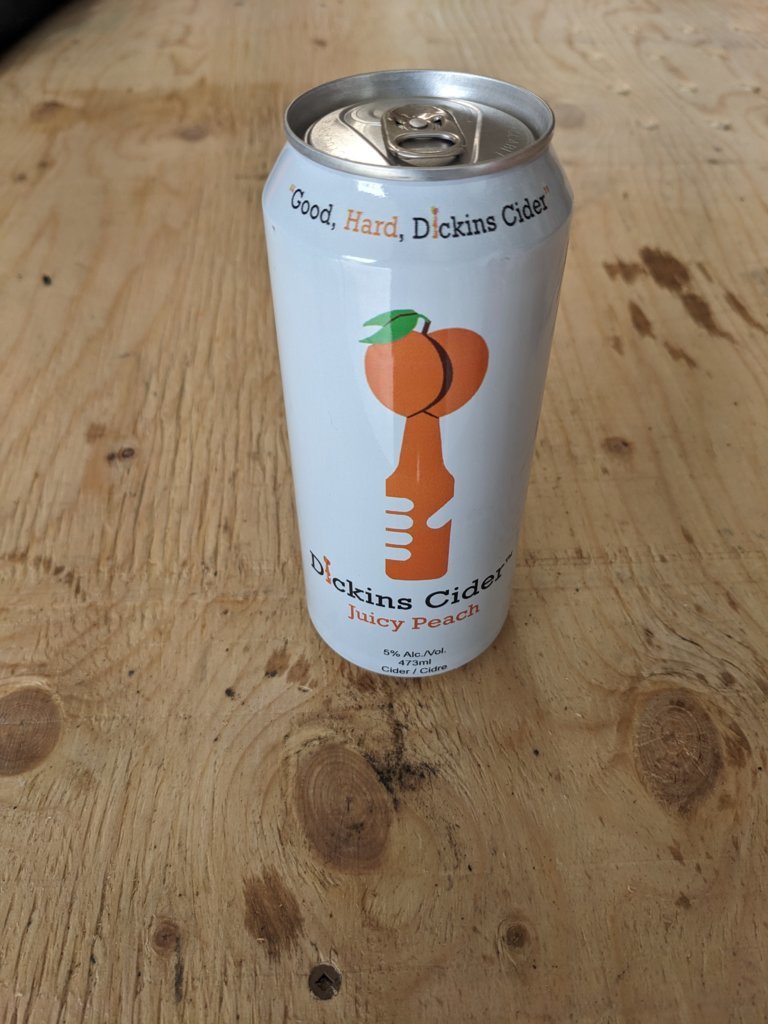 "Good, Hard, Dickins Cider"
Dickins Cider™
Juicy Peach
5% Alc./Vol.
473ml
Cider / Cidre